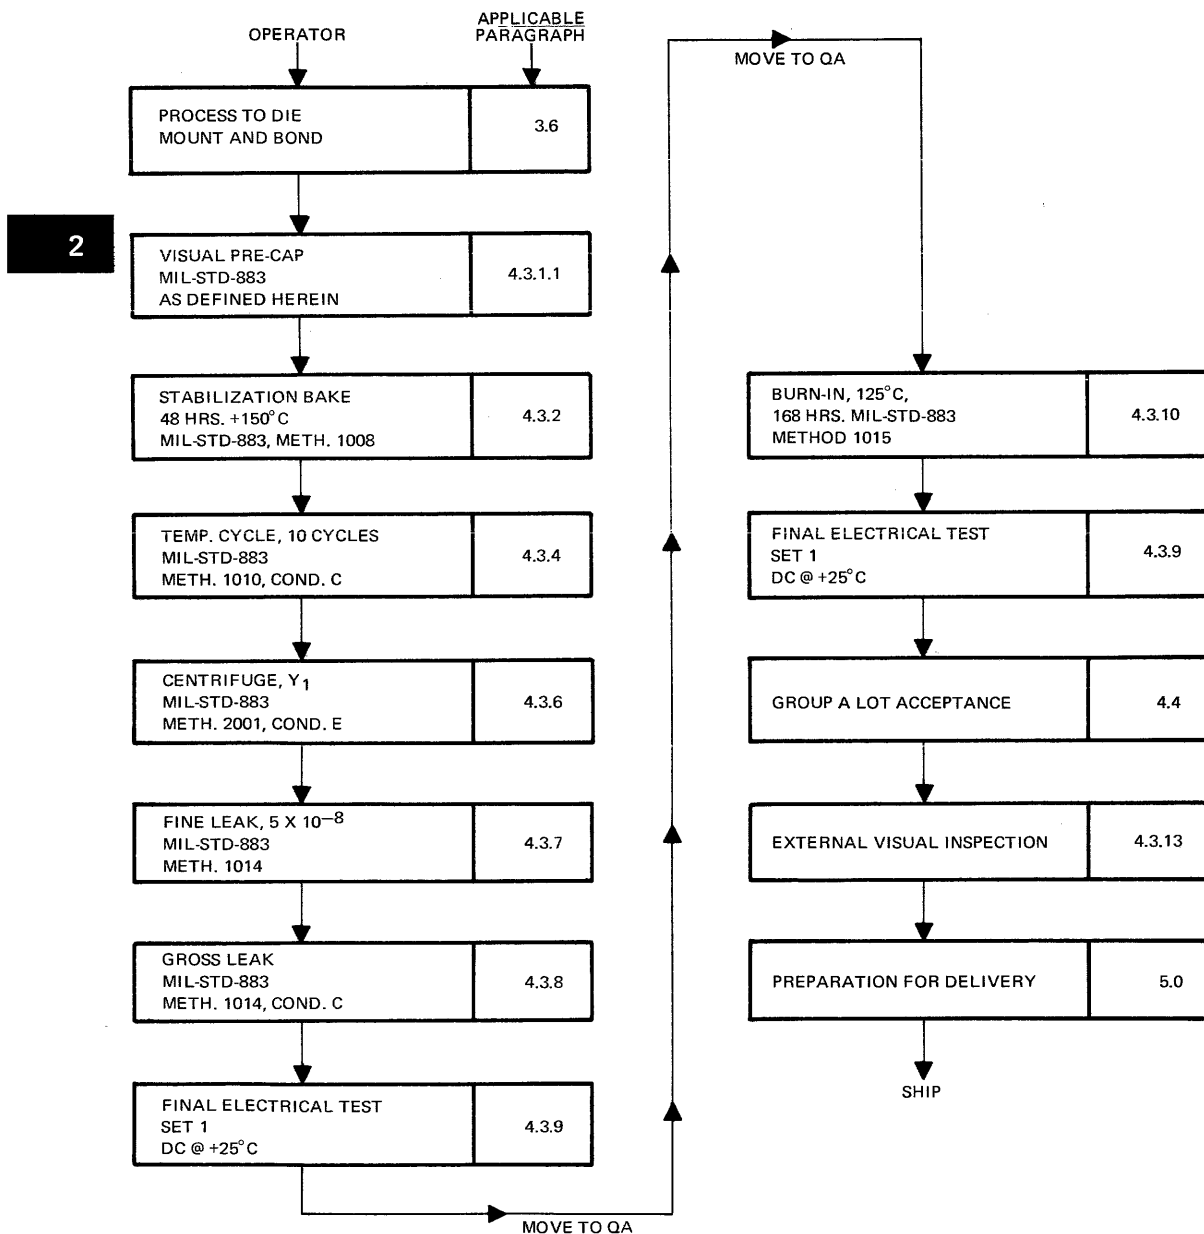 OPERATOR
APPLICABLE
PARAGRAPH
PROCESS TO DIE
MOUNT AND BOND
3.6
2
VISUAL PRE-CAP
MIL-STD-883
AS DEFINED HEREIN
4.3.1.1
STABILIZATION BAKE
48 HRS. +150°C
MIL-STD-883, METH. 1008
4.3.2
TEMP. CYCLE, 10 CYCLES
MIL-STD-883
METH. 1010, COND. C
4.3.4
CENTRIFUGE, Y1
MIL-STD-883
METH. 2001, COND. E
4.3.6
FINE LEAK, 5 X 10–8
MIL-STD-883
METH. 1014
4.3.7
GROSS LEAK
MIL-STD-883
METH. 1014, COND. C
4.3.8
FINAL ELECTRICAL TEST
SET 1
DC @ +25°C
4.3.9
MOVE TO QA
MOVE TO QA
BURN-IN, 125°C,
168 HRS. MIL-STD-883
METHOD 1015
4.3.10
FINAL ELECTRICAL TEST
SET 1
DC @ +25°C
4.3.9
GROUP A LOT ACCEPTANCE
4.4
EXTERNAL VISUAL INSPECTION
4.3.13
PREPARATION FOR DELIVERY
5.0
SHIP